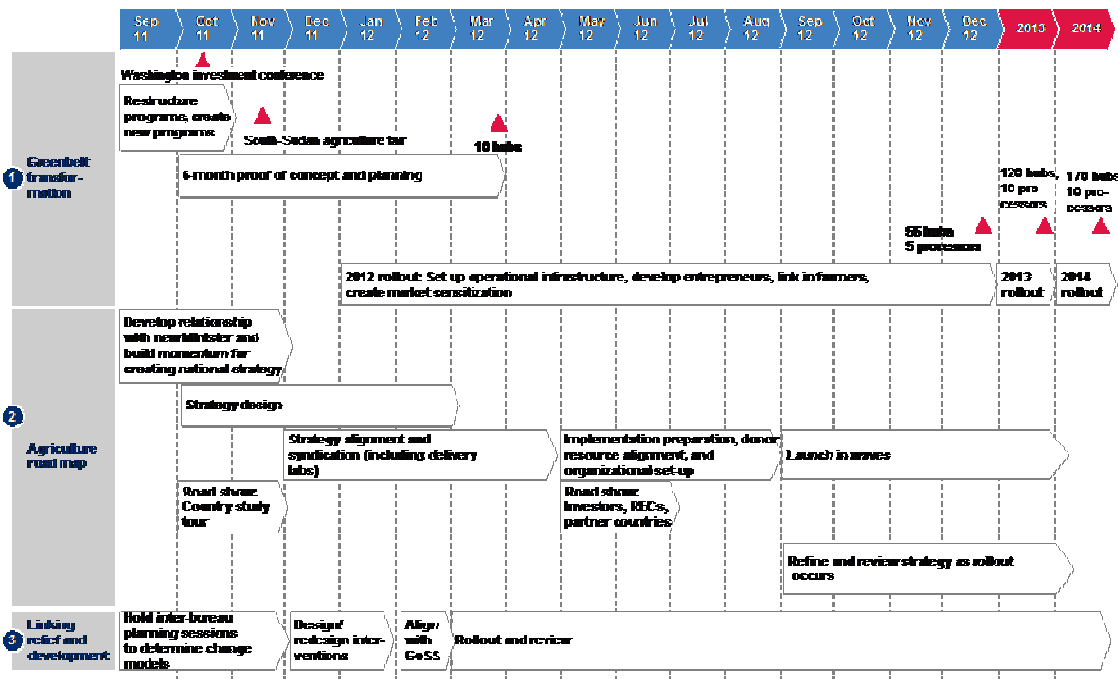 Sep Oct Nov Dec Jan Feb Mar Apr May Jun Jul Aug Sep Oct Nov Dec 2013 2014
11 11 11 11 12 12 12 12 12 12 12 12 12 12 12 12
Washington investment conference
Restructure
programs, create
new programs
South-Sudan agriculture fair
10 hubs
1
Greenbelt
transfor-
mation
6-month proof of concept and planning
120 hubs,
10 pro-
cessors
170 hubs
10 pro-
cessors
55 hubs
5 processors
2012 rollout: Set up operational infrastructure, develop entrepreneurs, link in farmers,
create market sensitization
2013
rollout
2014
rollout
Develop relationship
with new Minister and
build momentum for
creating national strategy
2
Agriculture
road map
Strategy design
Strategy alignment and
syndication (including delivery
labs)
Implementation preparation, donor
resource alignment, and
organizational set-up
Launch in waves
Road show:
Country study
tour
Road show:
Investors, RECs,
partner countries
Refine and review strategy as rollout
occurs
3
Linking
relief and
development
Hold inter-bureau
planning sessions
to determine change
models
Design/
redesign inter-
ventions
Align
with
GoSS
Rollout and review